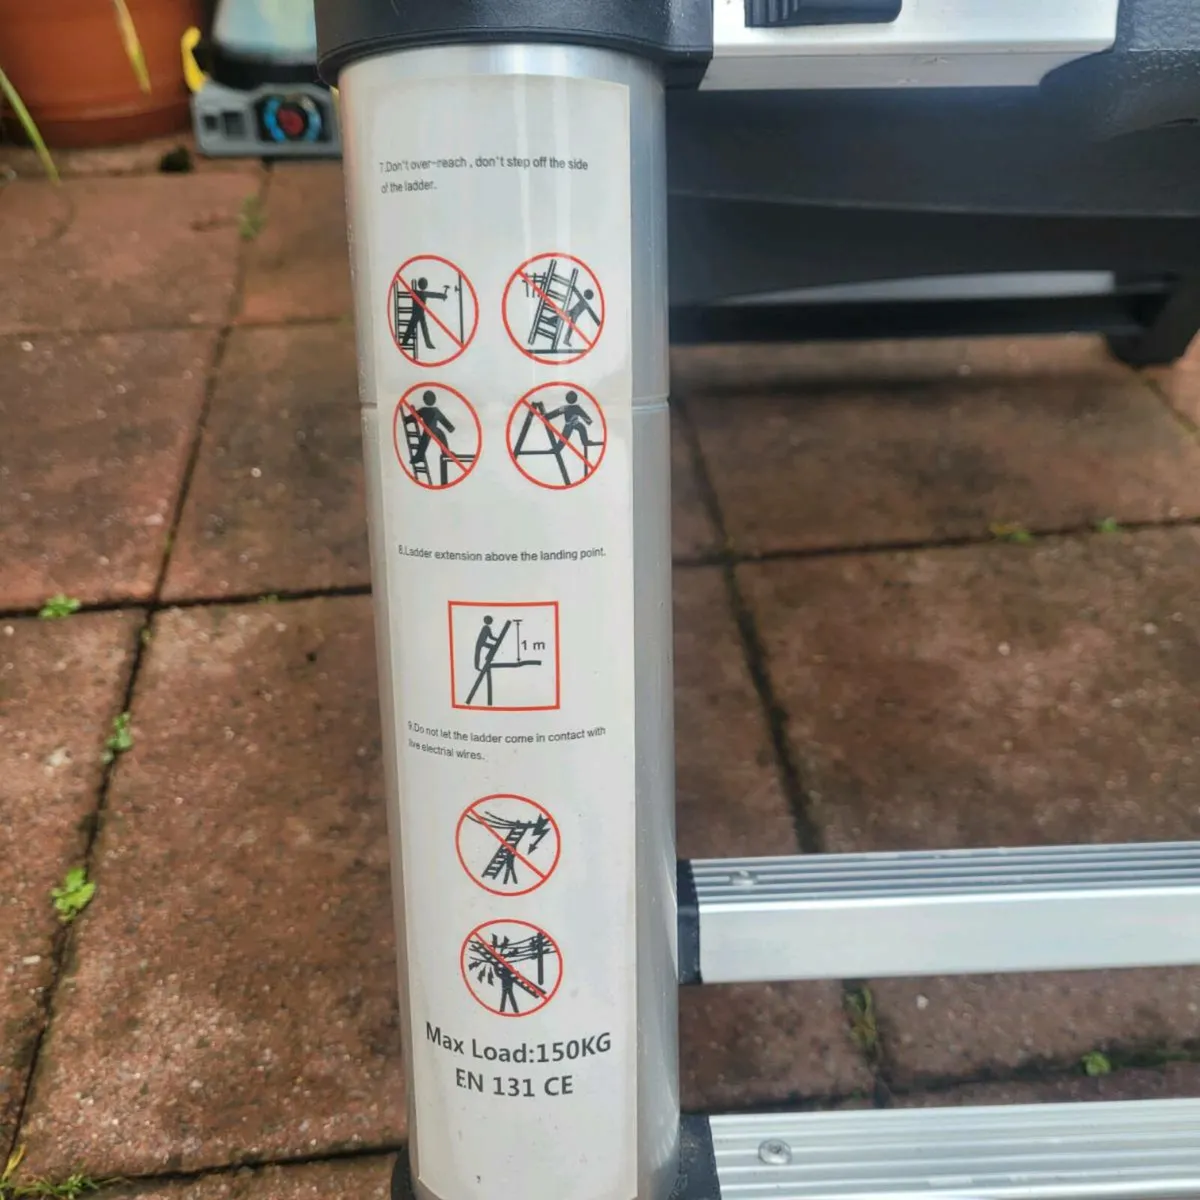 7.Don't over-reach , don't step off the side
of the ladder.
8.Ladder extension above the landing point.
1 m
9.Do not let the ladder come in contact with
live electrial wires.
Max Load:150KG
EN 131 CE